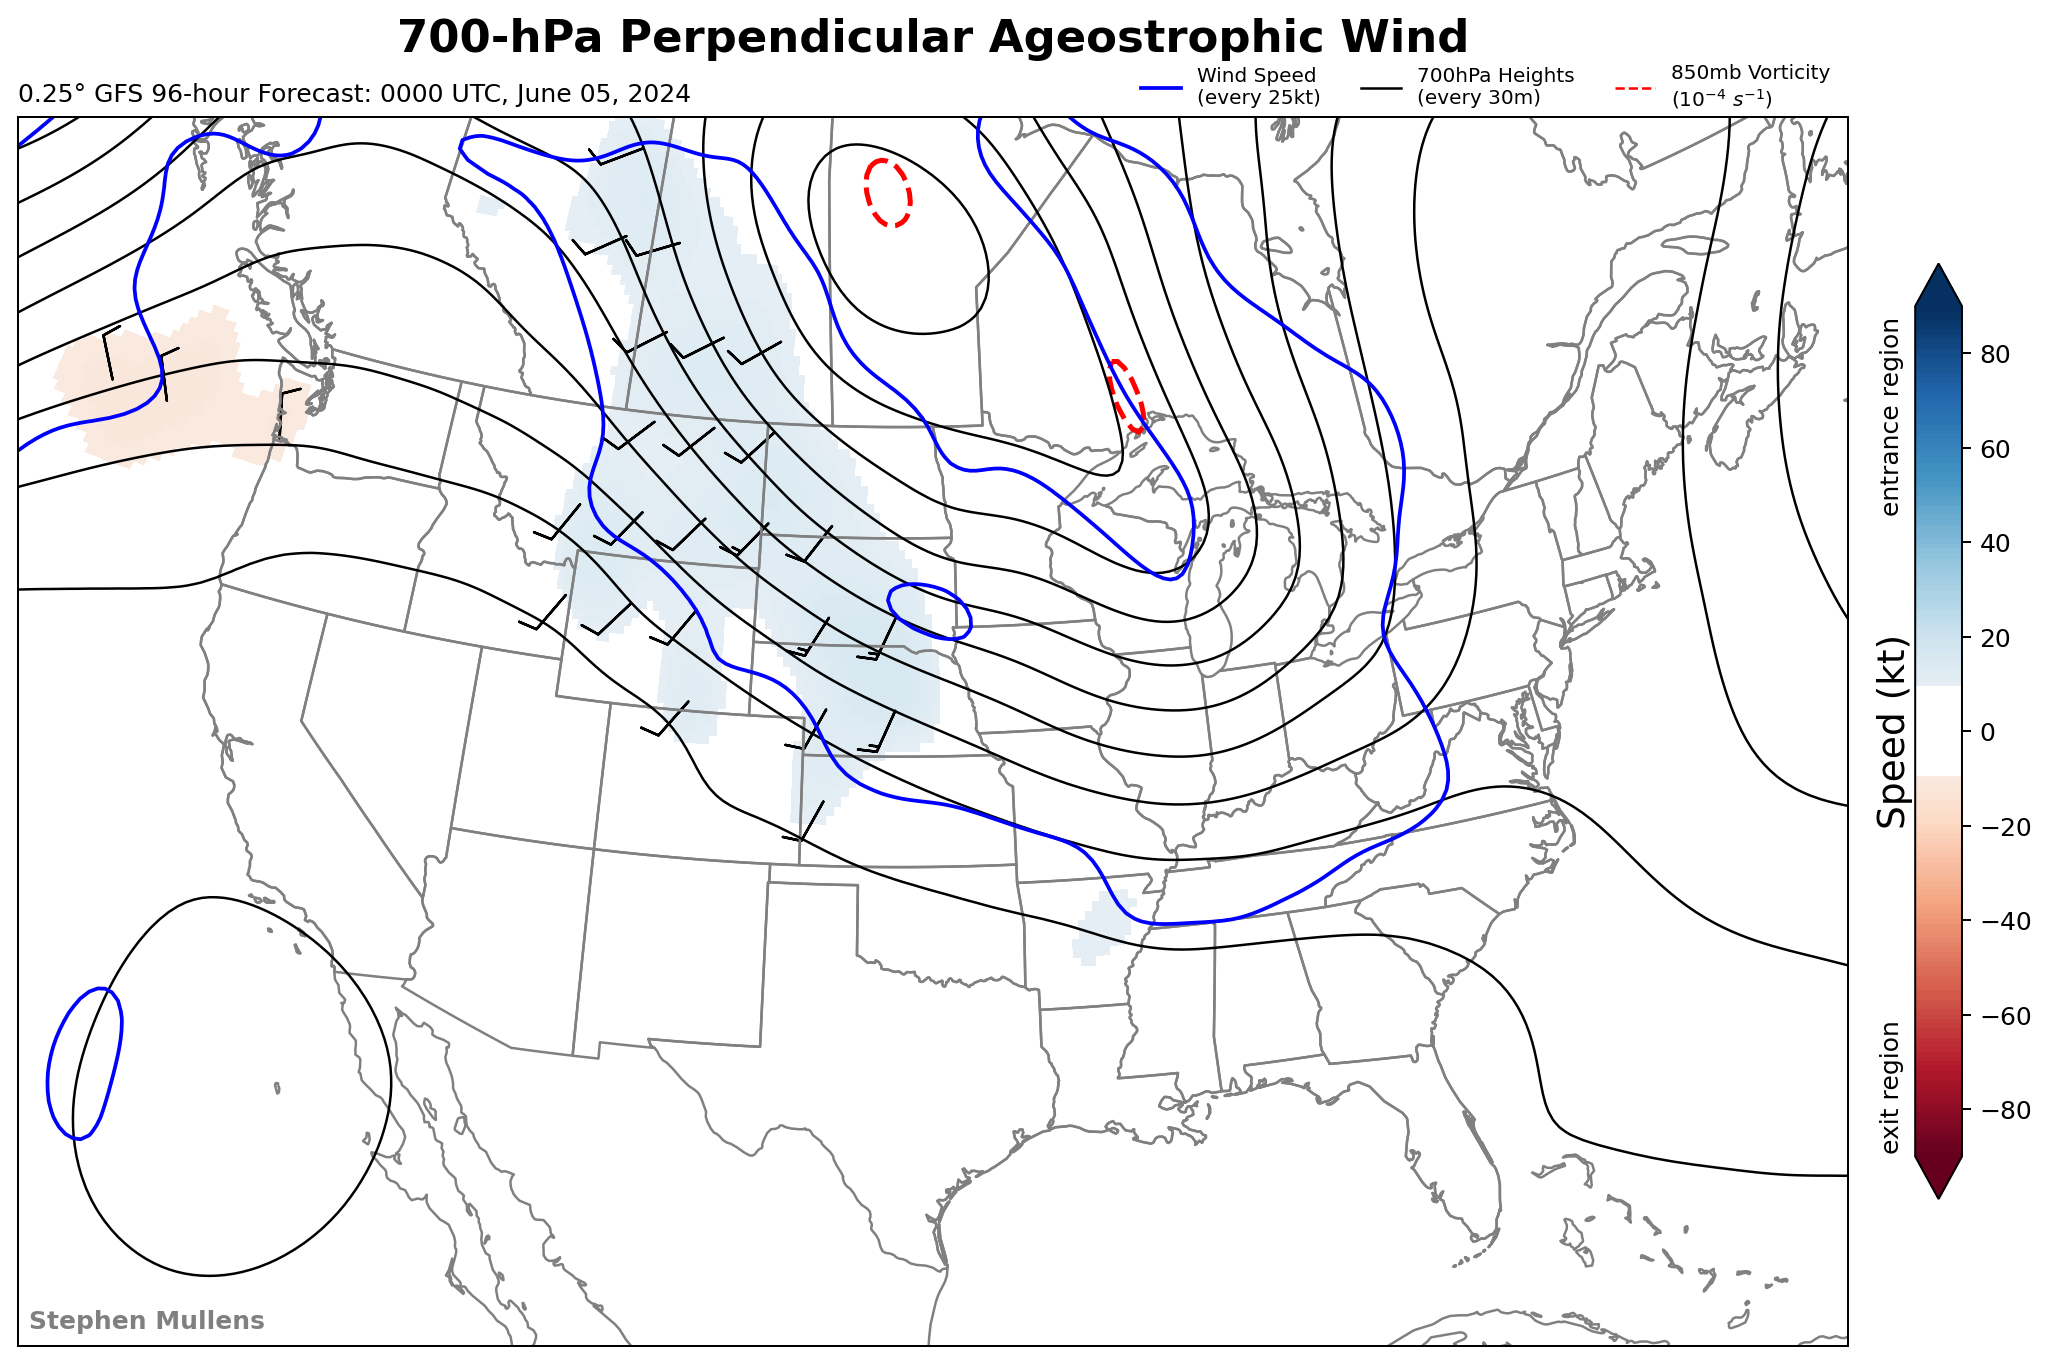 700-hPa Perpendicular Ageostrophic Wind
0.25° GFS 96-hour Forecast: 0000 UTC, June 05, 2024
Wind Speed
(every 25kt)
700hPa Heights
(every 30m)
850mb Vorticity
(10⁻⁴ s⁻¹)
entrance region
Speed (kt)
exit region
80
60
40
20
0
−20
−40
−60
−80
Stephen Mullens